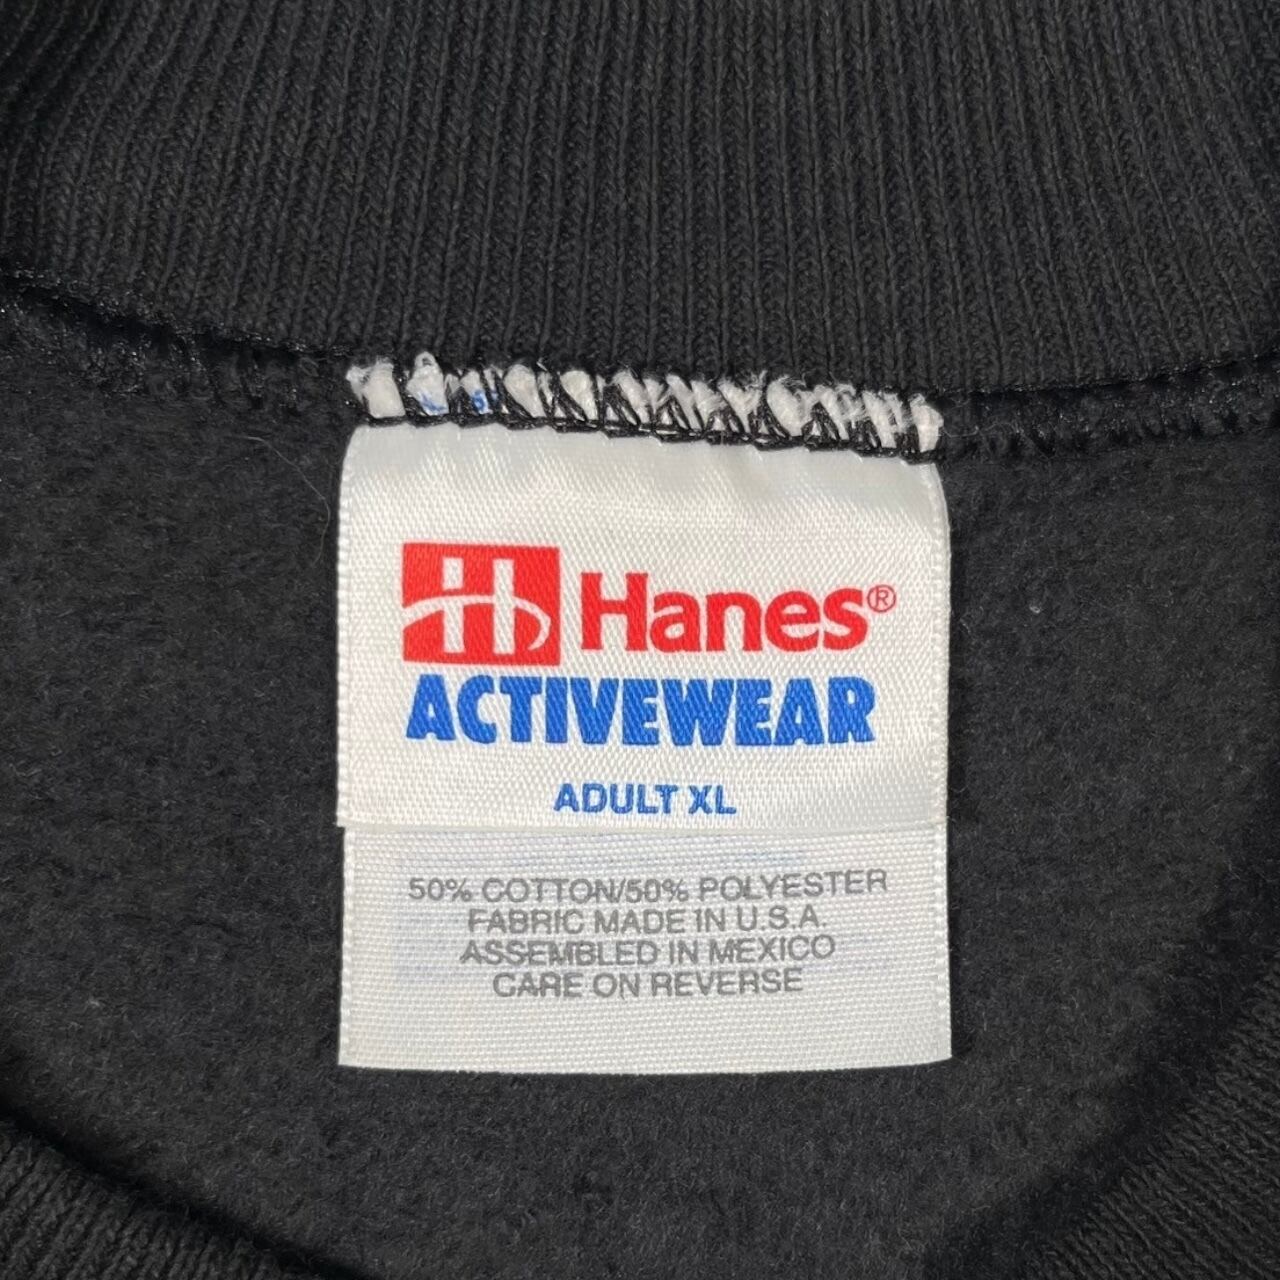 H Hanes®
ACTIVEWEAR
ADULT XL
50% COTTON/50% POLYESTER
FABRIC MADE IN U.S.A.
ASSEMBLED IN MEXICO
CARE ON REVERSE